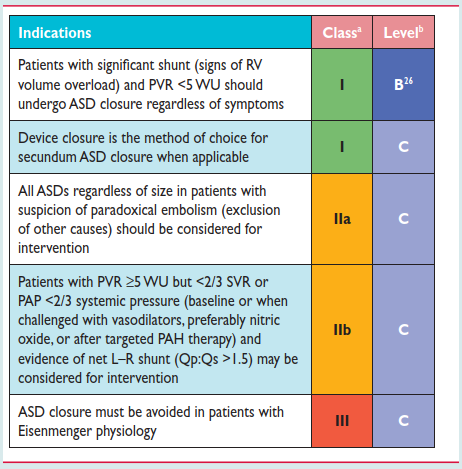 Indications Classᵃ Levelᵇ
Patients with significant shunt (signs of RV
volume overload) and PVR <5 WU should
undergo ASD closure regardless of symptoms
I B²⁶
Device closure is the method of choice for
secundum ASD closure when applicable
I C
All ASDs regardless of size in patients with
suspicion of paradoxical embolism (exclusion
of other causes) should be considered for
intervention
IIa C
Patients with PVR ≥5 WU but <2/3 SVR or
PAP <2/3 systemic pressure (baseline or when
challenged with vasodilators, preferably nitric
oxide, or after targeted PAH therapy) and
evidence of net L–R shunt (Qp:Qs >1.5) may be
considered for intervention
IIb C
ASD closure must be avoided in patients with
Eisenmenger physiology
III C